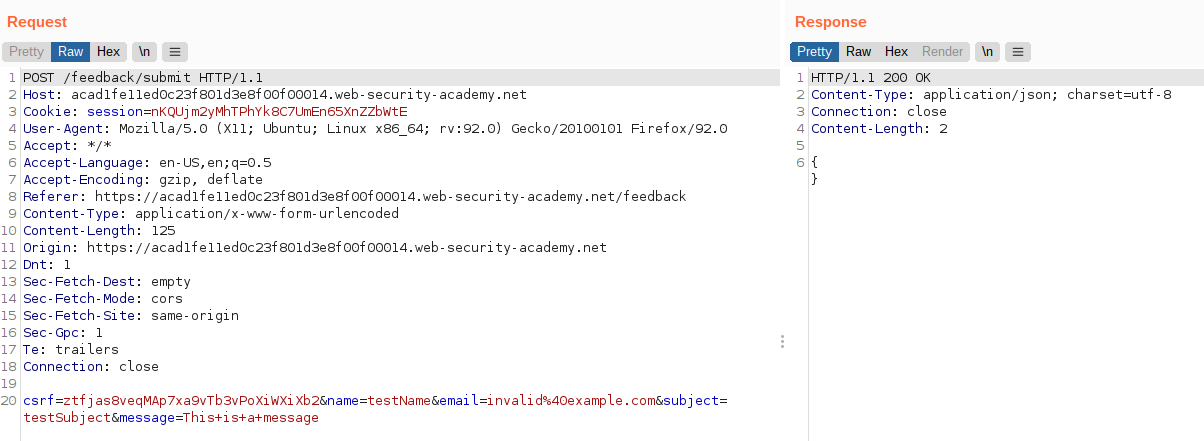 Request
Pretty Raw Hex \n ≡
1 POST /feedback/submit HTTP/1.1
2 Host: acad1fe11ed0c23f801d3e8f00f00014.web-security-academy.net
3 Cookie: session=nKQUjm2yMhTPhYk8C7UmEn65XnZZbWtE
4 User-Agent: Mozilla/5.0 (X11; Ubuntu; Linux x86_64; rv:92.0) Gecko/20100101 Firefox/92.0
5 Accept: */*
6 Accept-Language: en-US,en;q=0.5
7 Accept-Encoding: gzip, deflate
8 Referer: https://acad1fe11ed0c23f801d3e8f00f00014.web-security-academy.net/feedback
9 Content-Type: application/x-www-form-urlencoded
10 Content-Length: 125
11 Origin: https://acad1fe11ed0c23f801d3e8f00f00014.web-security-academy.net
12 Dnt: 1
13 Sec-Fetch-Dest: empty
14 Sec-Fetch-Mode: cors
15 Sec-Fetch-Site: same-origin
16 Sec-Gpc: 1
17 Te: trailers
18 Connection: close
19
20 csrf=ztfjas8veqMAp7xa9vTb3vPoXiWXiXb2&name=testName&email=invalid%40example.com&subject=
testSubject&message=This+is+a+message
Response
Pretty Raw Hex Render \n ≡
1 HTTP/1.1 200 OK
2 Content-Type: application/json; charset=utf-8
3 Connection: close
4 Content-Length: 2
5
6 {
}